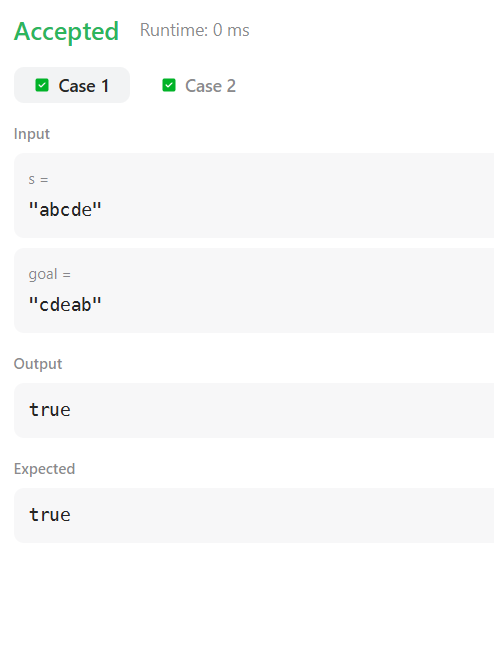 Accepted Runtime: 0 ms
Case 1 Case 2
Input
s =
"abcde"
goal =
"cdeab"
Output
true
Expected
true